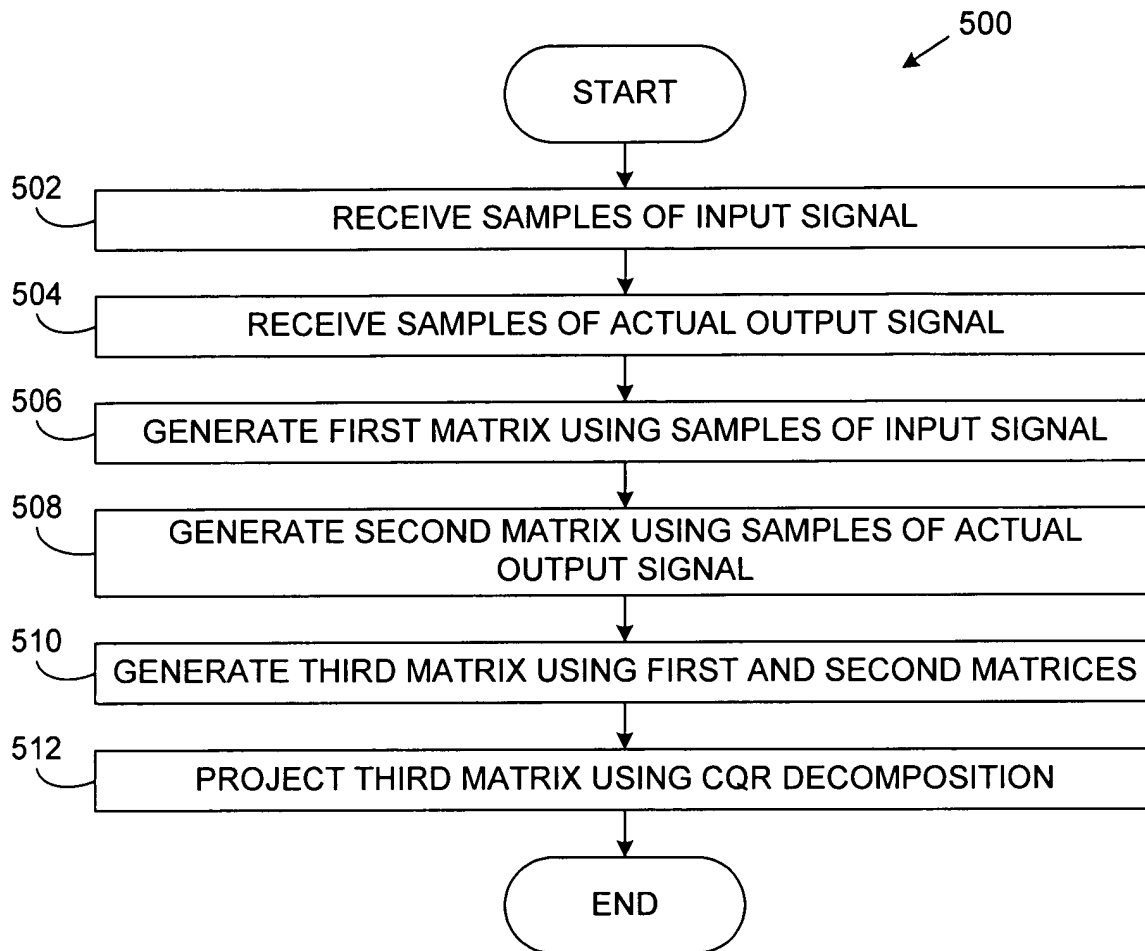 500
START
502
RECEIVE SAMPLES OF INPUT SIGNAL
504
RECEIVE SAMPLES OF ACTUAL OUTPUT SIGNAL
506
GENERATE FIRST MATRIX USING SAMPLES OF INPUT SIGNAL
508
GENERATE SECOND MATRIX USING SAMPLES OF ACTUAL
OUTPUT SIGNAL
510
GENERATE THIRD MATRIX USING FIRST AND SECOND MATRICES
512
PROJECT THIRD MATRIX USING CQR DECOMPOSITION
END